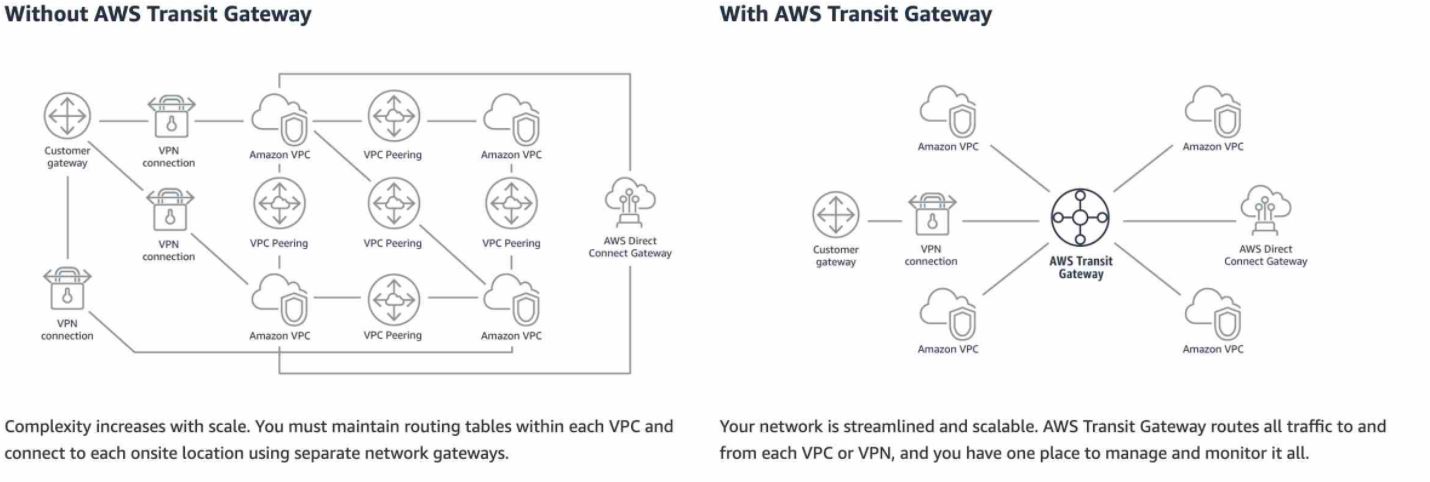 Without AWS Transit Gateway
Customer
gateway
VPN
connection
Amazon VPC
VPC Peering
Amazon VPC
VPN
connection
VPC Peering
VPC Peering
VPC Peering
AWS Direct
Connect Gateway
VPN
connection
Amazon VPC
VPC Peering
Amazon VPC
Complexity increases with scale. You must maintain routing tables within each VPC and
connect to each onsite location using separate network gateways.
With AWS Transit Gateway
Amazon VPC
Amazon VPC
Customer
gateway
VPN
connection
AWS Transit
Gateway
AWS Direct
Connect Gateway
Amazon VPC
Amazon VPC
Your network is streamlined and scalable. AWS Transit Gateway routes all traffic to and
from each VPC or VPN, and you have one place to manage and monitor it all.